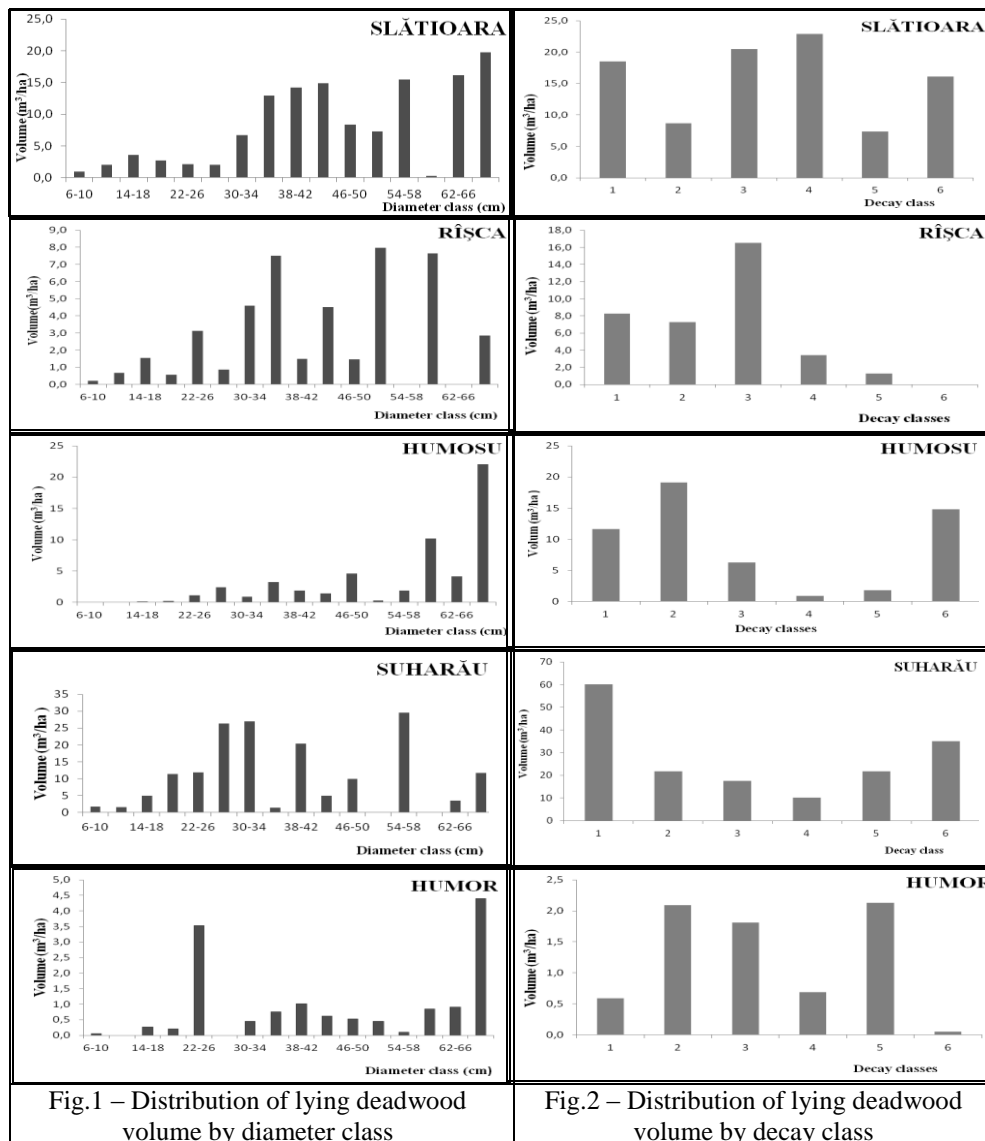 SLĂTIOARA
Volume (m³/ha)
25,0
20,0
15,0
10,0
5,0
0,0
6-10 14-18 22-26 30-34 38-42 46-50 54-58 62-66
Diameter class (cm)
SLĂTIOARA
Volume (m³/ha)
25,0
20,0
15,0
10,0
5,0
0,0
1 2 3 4 5 6
Decay class
RÎŞCA
Volume(m³/ha)
9,0
8,0
7,0
6,0
5,0
4,0
3,0
2,0
1,0
0,0
6-10 14-18 22-26 30-34 38-42 46-50 54-58 62-66
Diameter class (cm)
RÎŞCA
Volume (m³/ha)
18,0
16,0
14,0
12,0
10,0
8,0
6,0
4,0
2,0
0,0
1 2 3 4 5 6
Decay classes
HUMOSU
Volume (m³/ha)
25
20
15
10
5
0
6-10 14-18 22-26 30-34 38-42 46-50 54-58 62-66
Diameter class (cm)
HUMOSU
Volum (m³/ha)
25
20
15
10
5
0
1 2 3 4 5 6
Decay classes
SUHARĂU
Volume (m³/ha)
35
30
25
20
15
10
5
0
6-10 14-18 22-26 30-34 38-42 46-50 54-58 62-66
Diameter class (cm)
SUHARĂU
Volume(m³/ha)
70
60
50
40
30
20
10
0
1 2 3 4 5 6
Decay class
HUMOR
Volume (m³/ha)
5,0
4,5
4,0
3,5
3,0
2,5
2,0
1,5
1,0
0,5
0,0
6-10 14-18 22-26 30-34 38-42 46-50 54-58 62-66
Diameter class (cm)
HUMOR
Volume (m³/ha)
2,5
2,0
1,5
1,0
0,5
0,0
1 2 3 4 5 6
Decay classes
Fig.1 – Distribution of lying deadwood
volume by diameter class
Fig.2 – Distribution of lying deadwood
volume by decay class